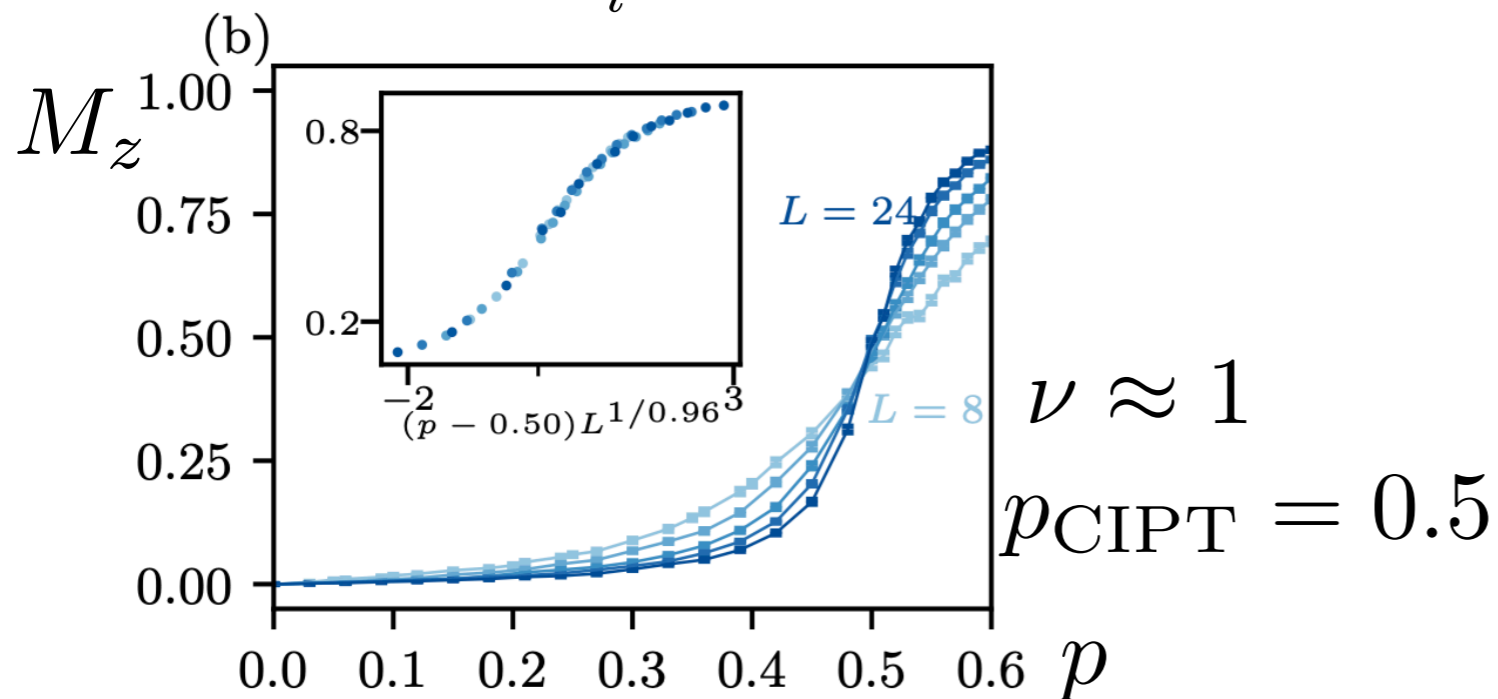 i
(b)
M_z
1.00
0.75
0.50
0.25
0.00
0.8
0.2
−2
3
(p − 0.50)L^{1/0.96}
L = 24
L = 8
ν ≈ 1
p_{CIPT} = 0.5
0.0 0.1 0.2 0.3 0.4 0.5 0.6
p